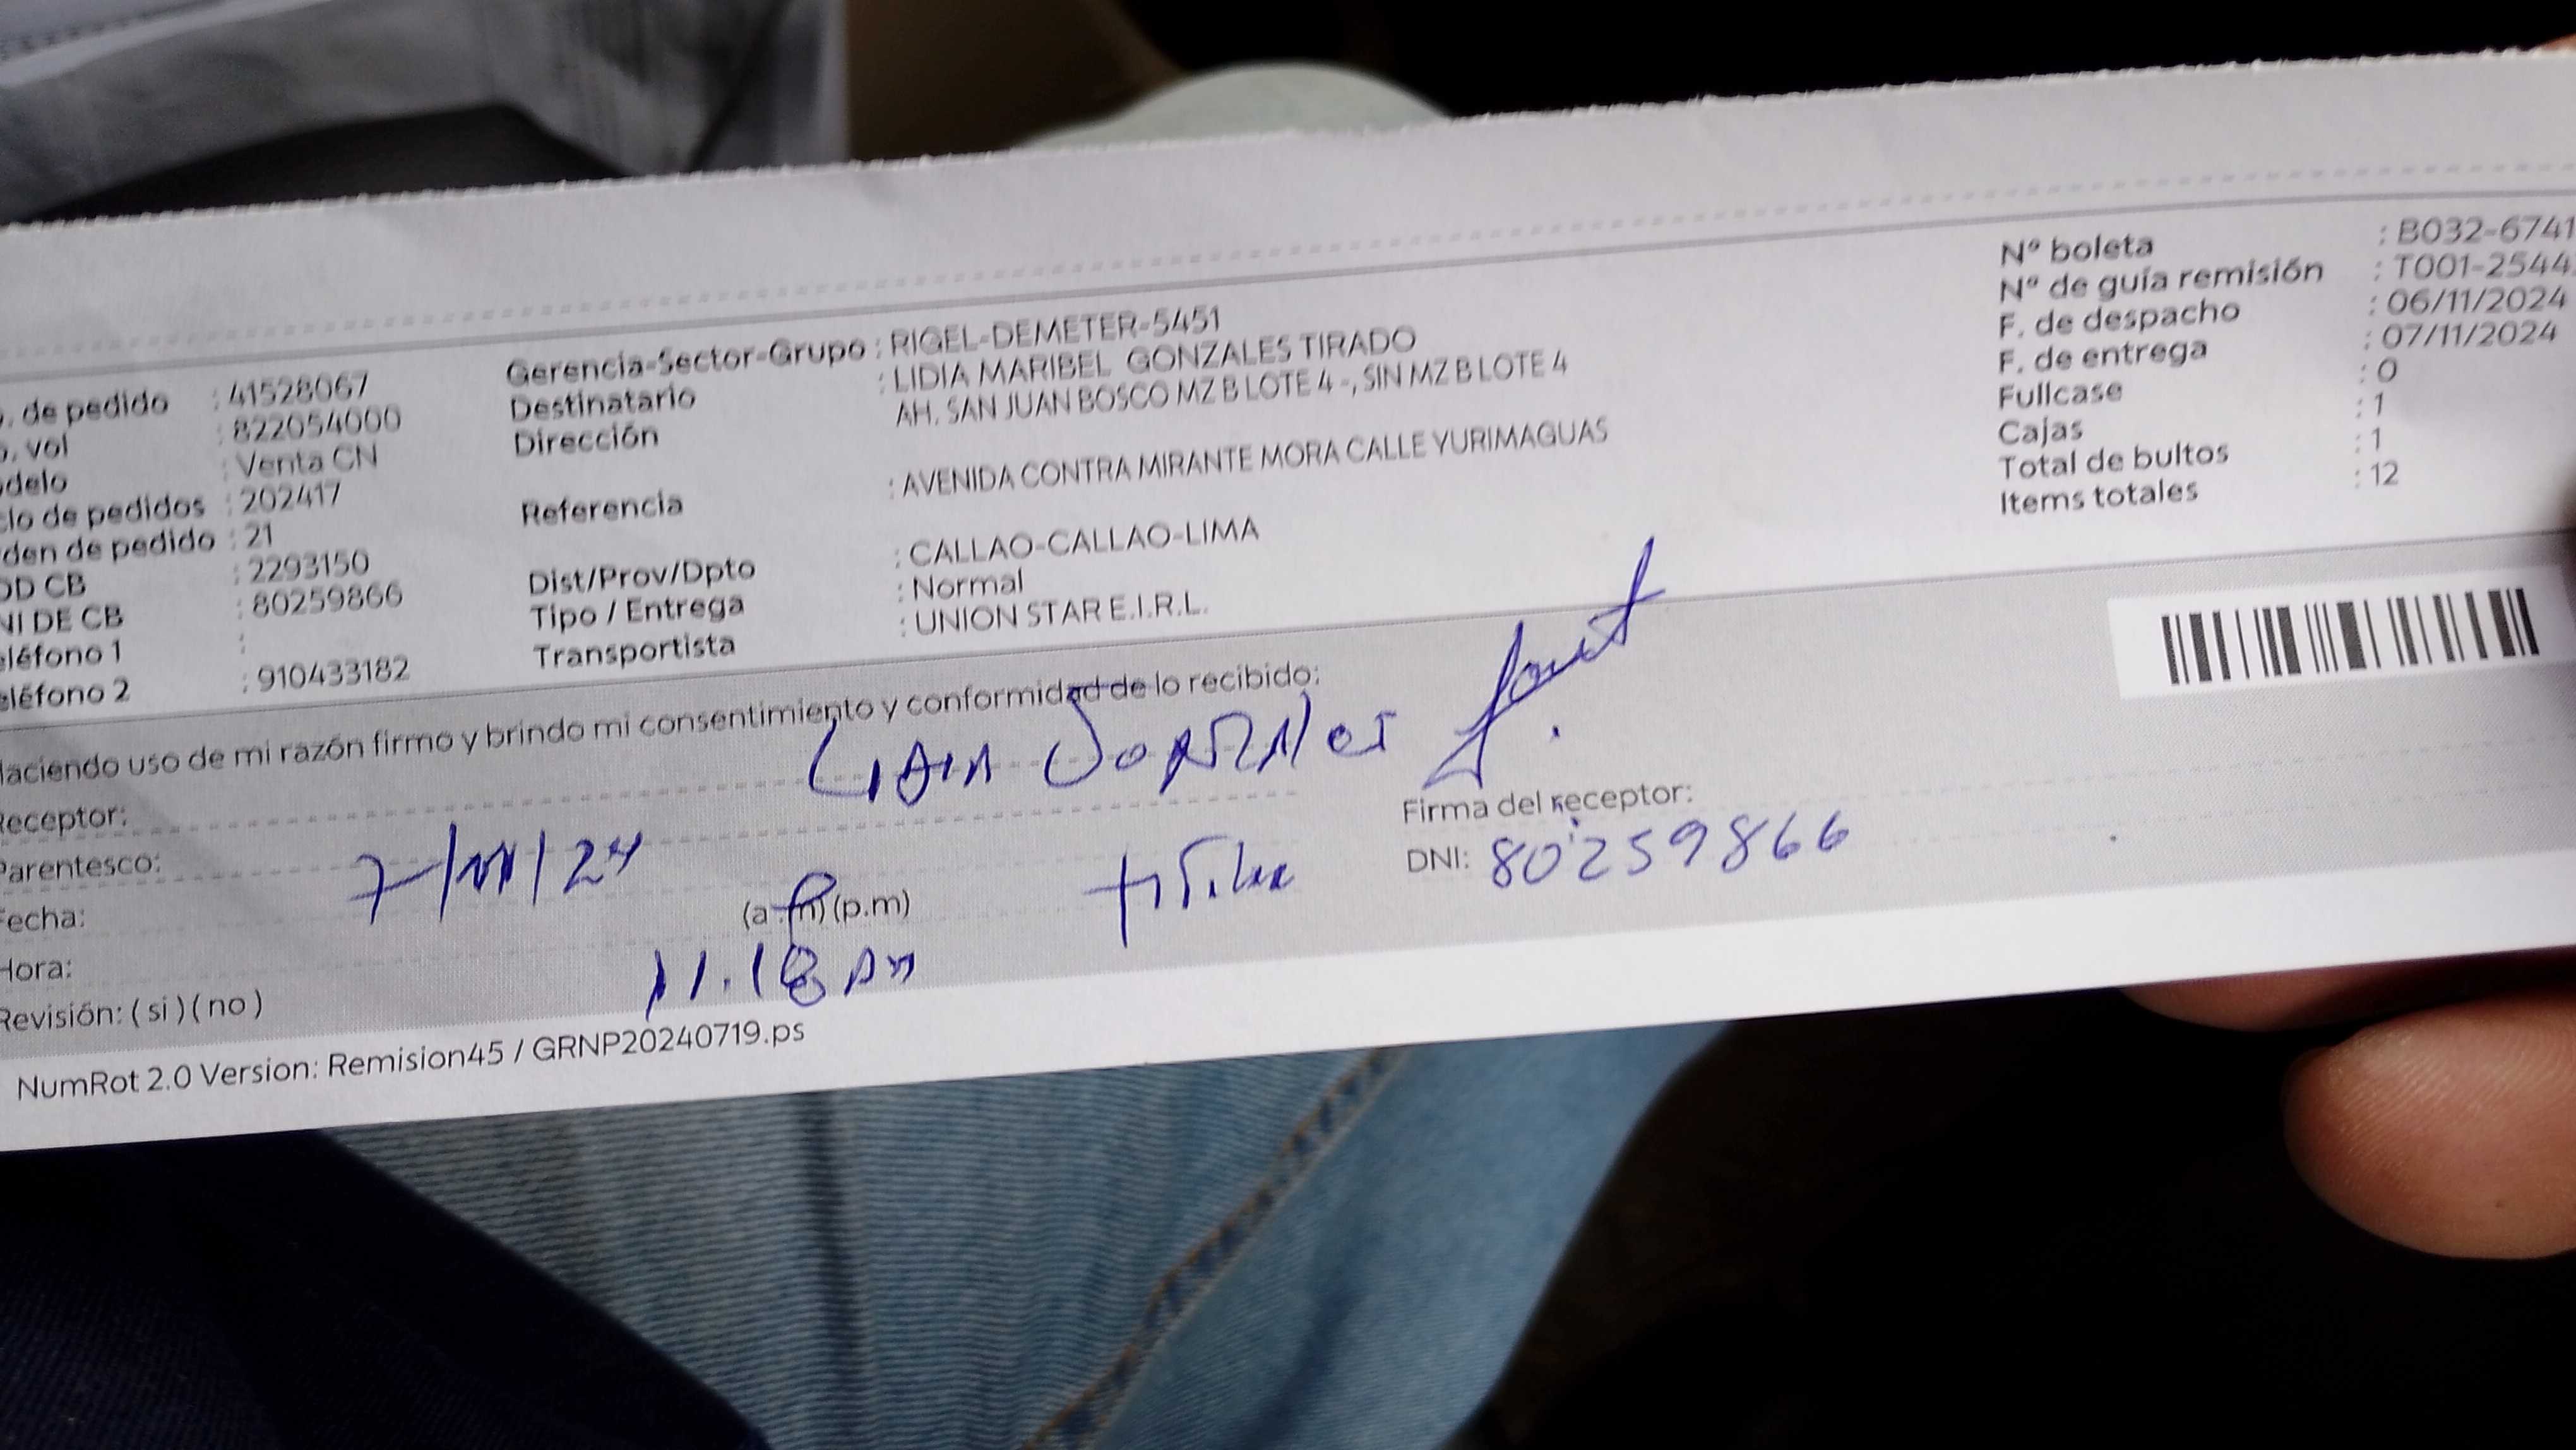 . de pedido : 41528067
. vol : 822054000
delo : Venta CN
lo de pedidos : 202417
den de pedido : 21
OD CB : 2293150
NI DE CB : 80259866
eléfono 1 :
eléfono 2 : 910433182
Gerencia-Sector-Grupo : RIGEL-DEMETER-5451
Destinatario : LIDIA MARIBEL GONZALES TIRADO
Dirección AH. SAN JUAN BOSCO MZ B LOTE 4 -, SIN MZ B LOTE 4
Referencia : AVENIDA CONTRA MIRANTE MORA CALLE YURIMAGUAS
Dist/Prov/Dpto : CALLAO-CALLAO-LIMA
Tipo / Entrega : Normal
Transportista : UNION STAR E.I.R.L.
Nº boleta : B032-6741
Nº de guía remisión : T001-2544
F. de despacho : 06/11/2024
F. de entrega : 07/11/2024
Fullcase : 0
Cajas : 1
Total de bultos : 1
Items totales : 12
Haciendo uso de mi razón firmo y brindo mi consentimiento y conformidad de lo recibido:
Receptor:
Parentesco:
Fecha: 7/11/24
Hora: (a.m) (p.m)
11.18
Revisión: ( si ) ( no )
Firma del receptor:
DNI: 80259866
NumRot 2.0 Version: Remision45 / GRNP20240719.ps